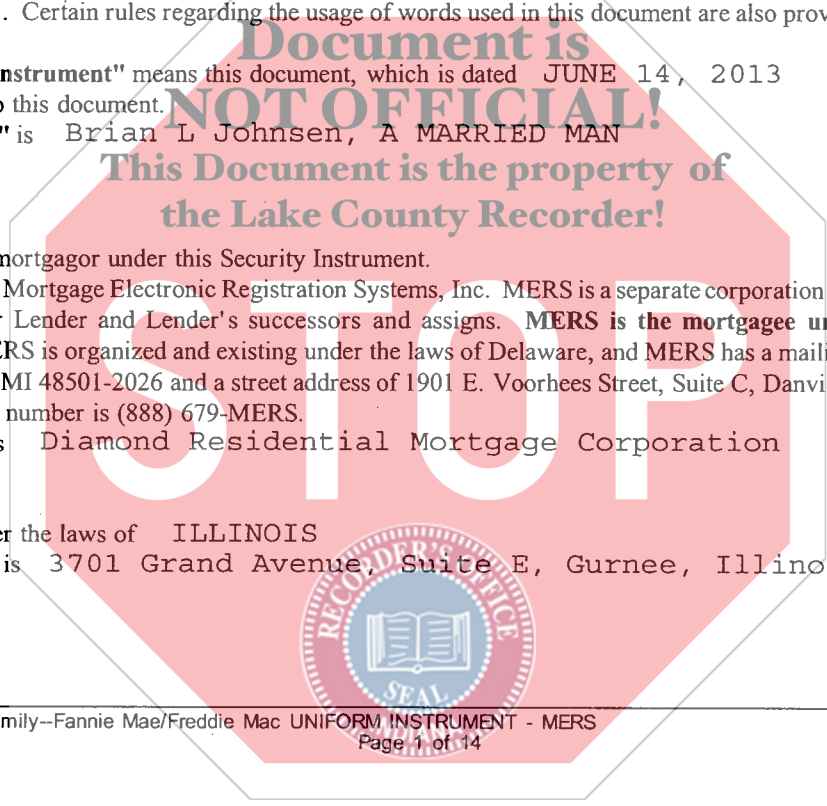 . Certain rules regarding the usage of words used in this document are also prov
Document is
nstrument" means this document, which is dated JUNE 14, 2013
o this document.
NOT OFFICIAL!
" is Brian L Johnsen, A MARRIED MAN
This Document is the property of
the Lake County Recorder!
mortgagor under this Security Instrument.
Mortgage Electronic Registration Systems, Inc. MERS is a separate corporation
r Lender and Lender's successors and assigns. MERS is the mortgagee un
ERS is organized and existing under the laws of Delaware, and MERS has a maili
MI 48501-2026 and a street address of 1901 E. Voorhees Street, Suite C, Danvi
number is (888) 679-MERS.
STOP
s Diamond Residential Mortgage Corporation
er the laws of ILLINOIS
is 3701 Grand Avenue, Suite E, Gurnee, Illino
RECORDER'S OFFICE
SEAL
mily--Fannie Mae/Freddie Mac UNIFORM INSTRUMENT - MERS
Page 1 of 14